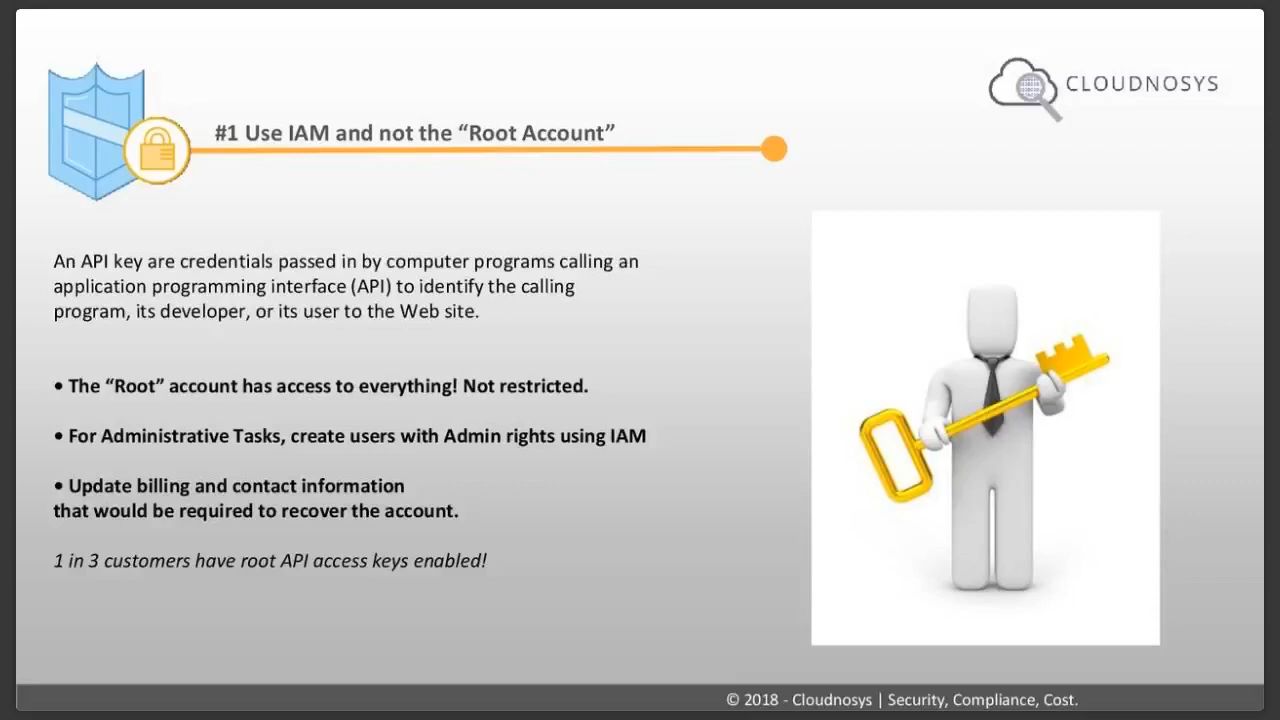 CLOUDNOSYS
#1 Use IAM and not the “Root Account”
An API key are credentials passed in by computer programs calling an
application programming interface (API) to identify the calling
program, its developer, or its user to the Web site.
• The “Root” account has access to everything! Not restricted.
• For Administrative Tasks, create users with Admin rights using IAM
• Update billing and contact information
that would be required to recover the account.
1 in 3 customers have root API access keys enabled!
© 2018 - Cloudnosys | Security, Compliance, Cost.